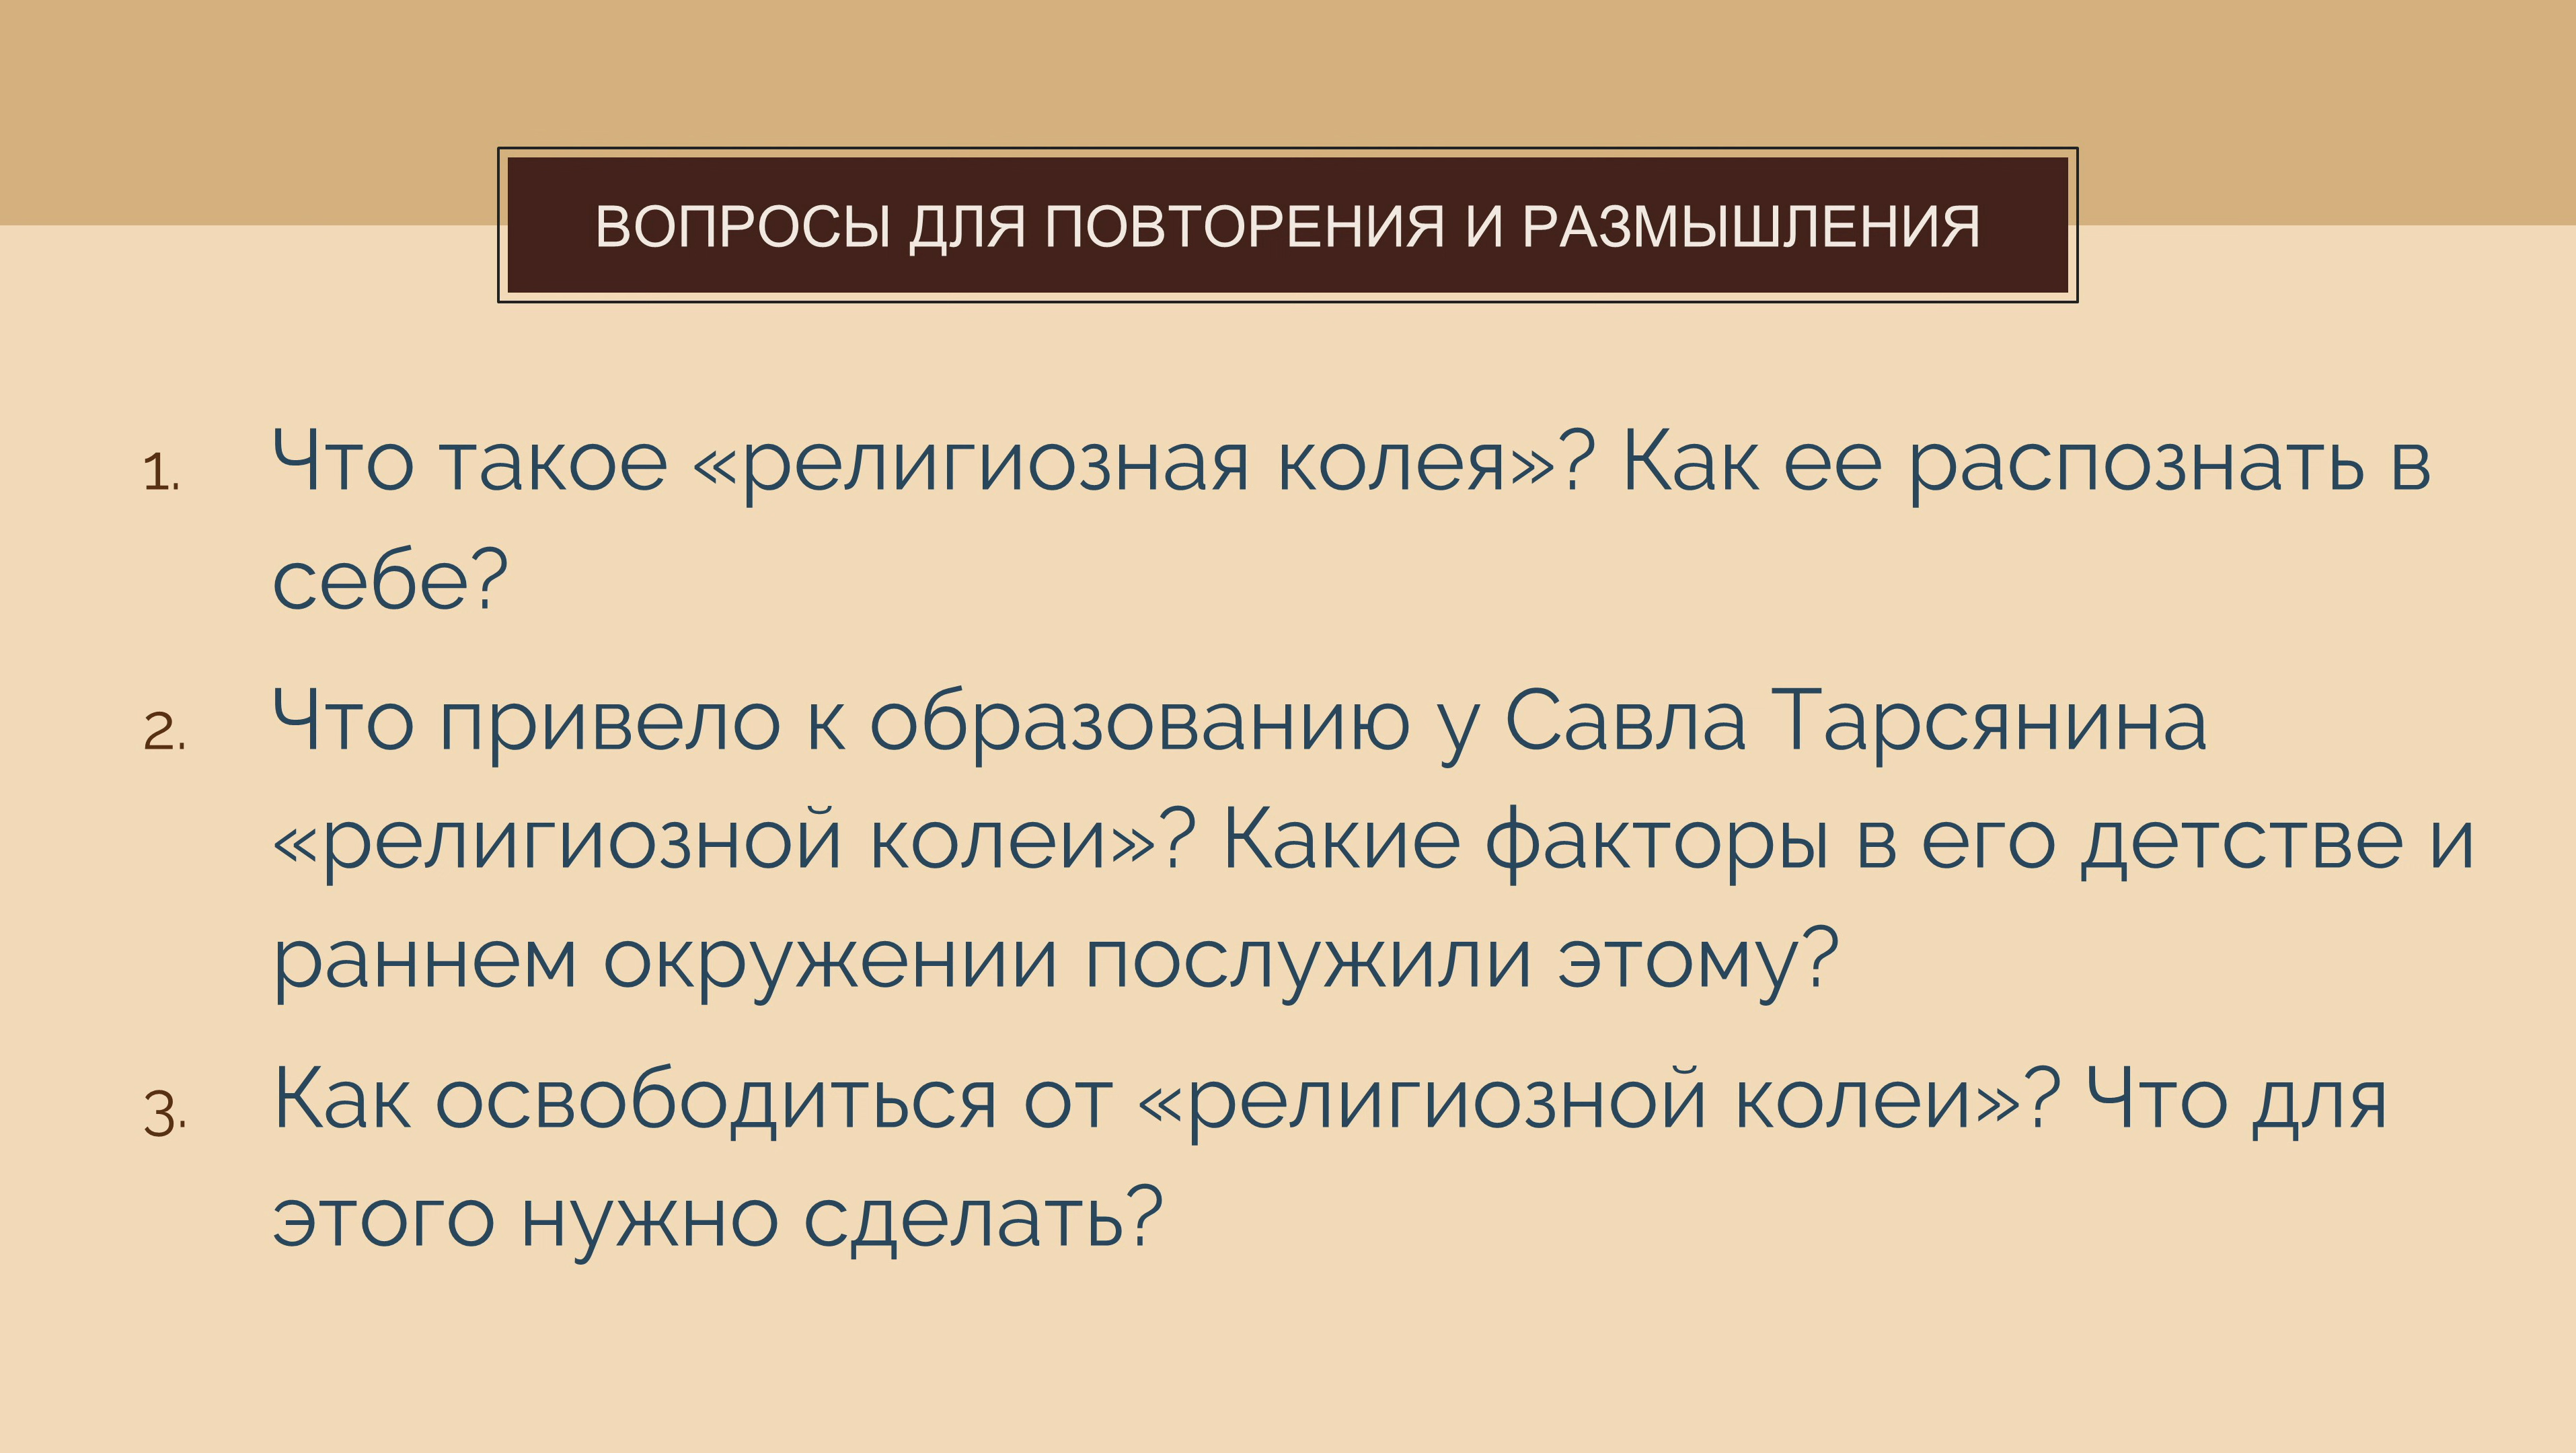 ВОПРОСЫ ДЛЯ ПОВТОРЕНИЯ И РАЗМЫШЛЕНИЯ
1. Что такое «религиозная колея»? Как ее распознать в
себе?
2. Что привело к образованию у Савла Тарсянина
«религиозной колеи»? Какие факторы в его детстве и
раннем окружении послужили этому?
3. Как освободиться от «религиозной колеи»? Что для
этого нужно сделать?